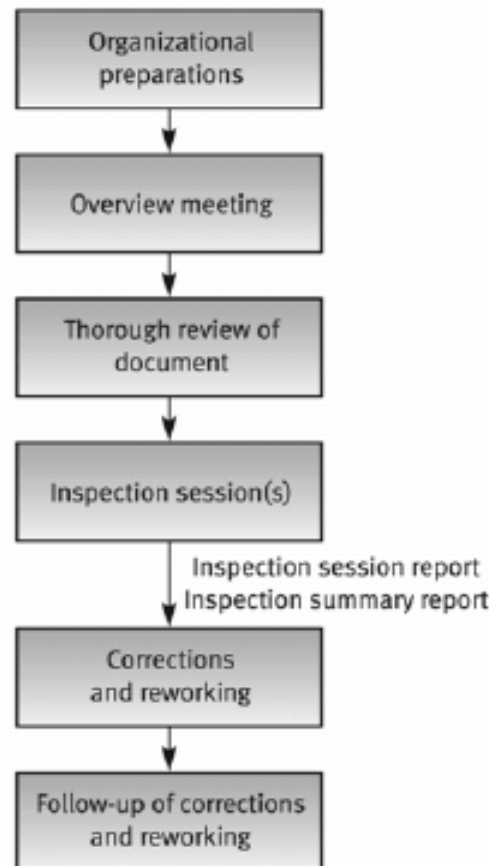 Organizational
preparations
Overview meeting
Thorough review of
document
Inspection session(s)
Inspection session report
Inspection summary report
Corrections
and reworking
Follow-up of corrections
and reworking